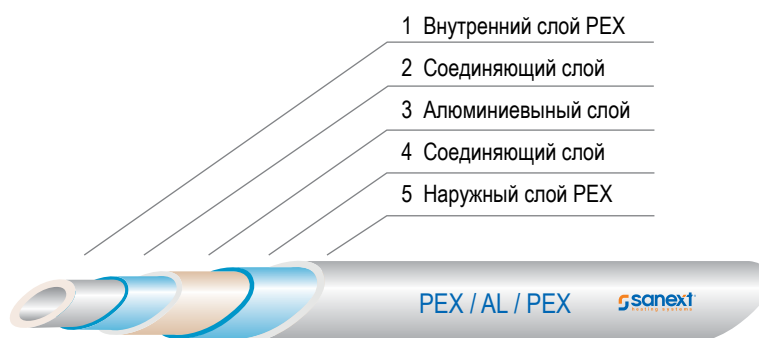 1 Внутренний слой PEX
2 Соединяющий слой
3 Алюминиевыный слой
4 Соединяющий слой
5 Наружный слой PEX
PEX / AL / PEX
sanext
heating systems